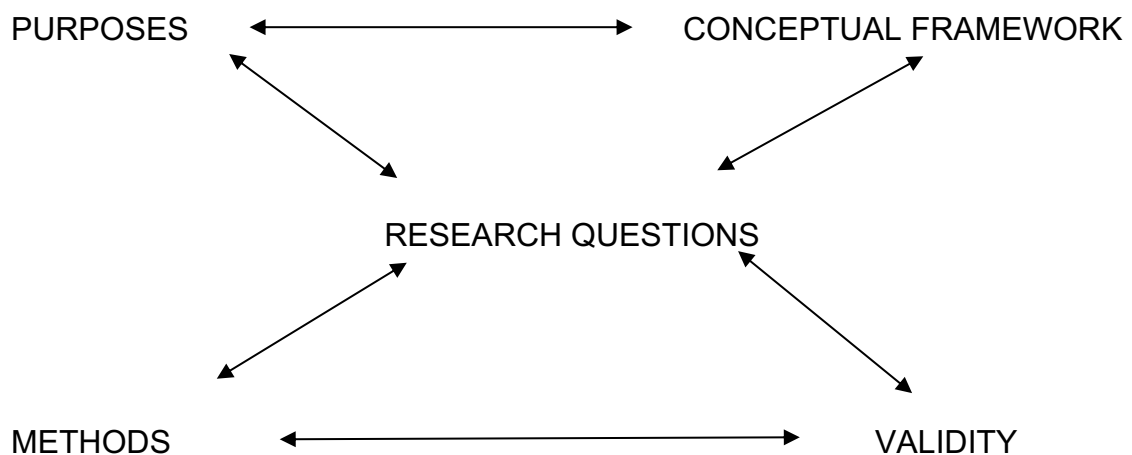 PURPOSES CONCEPTUAL FRAMEWORK
RESEARCH QUESTIONS
METHODS VALIDITY